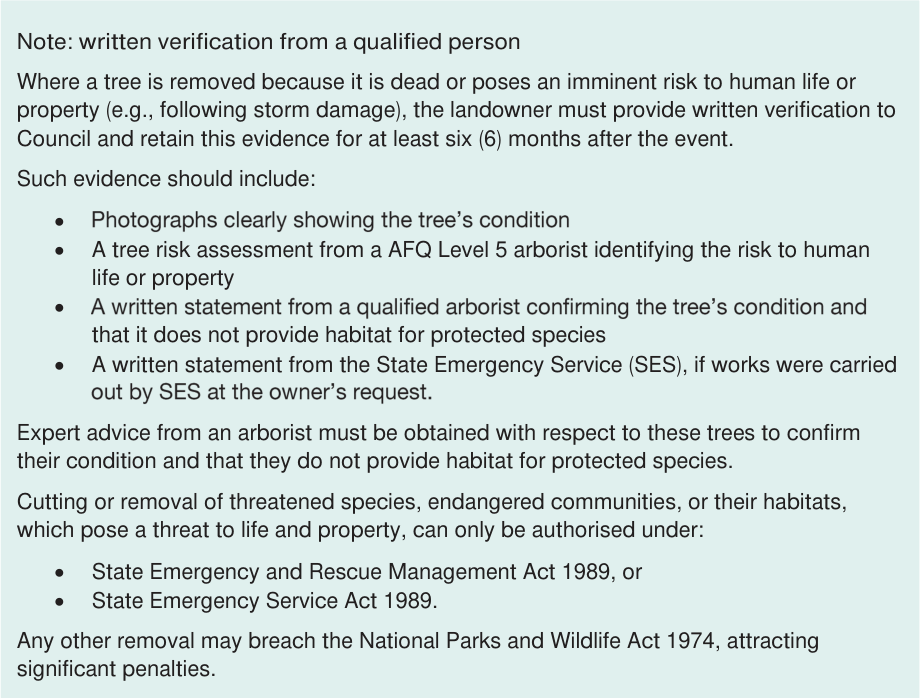 Note: written verification from a qualified person
Where a tree is removed because it is dead or poses an imminent risk to human life or
property (e.g., following storm damage), the landowner must provide written verification to
Council and retain this evidence for at least six (6) months after the event.
Such evidence should include:
• Photographs clearly showing the tree's condition
• A tree risk assessment from a AFQ Level 5 arborist identifying the risk to human
life or property
• A written statement from a qualified arborist confirming the tree's condition and
that it does not provide habitat for protected species
• A written statement from the State Emergency Service (SES), if works were carried
out by SES at the owner's request.
Expert advice from an arborist must be obtained with respect to these trees to confirm
their condition and that they do not provide habitat for protected species.
Cutting or removal of threatened species, endangered communities, or their habitats,
which pose a threat to life and property, can only be authorised under:
• State Emergency and Rescue Management Act 1989, or
• State Emergency Service Act 1989.
Any other removal may breach the National Parks and Wildlife Act 1974, attracting
significant penalties.